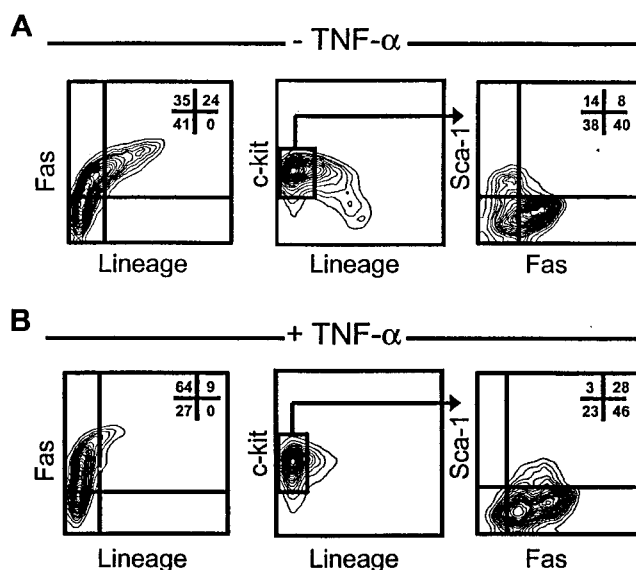 A
- TNF-α
35 24
41 0
Fas
Lineage
c-kit
Lineage
14 8
38 40
Sca-1
Fas
B
+ TNF-α
64 9
27 0
Fas
Lineage
c-kit
Lineage
3 28
23 46
Sca-1
Fas